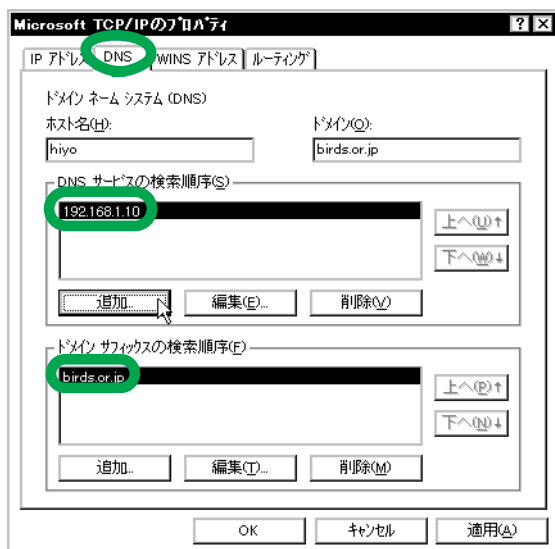 Microsoft TCP/IPのﾌﾟﾛﾊﾟﾃｨ
IP ｱﾄﾞﾚｽ DNS WINS ｱﾄﾞﾚｽ ﾙｰﾃｨﾝｸﾞ
ﾄﾞﾒｲﾝ ﾈｰﾑ ｼｽﾃﾑ (DNS)
ホスト名(H): ﾄﾞﾒｲﾝ(O):
hiyo birds.or.jp
DNS ｻｰﾋﾞｽの検索順序(S)
192.168.1.10
上へ(U)↑
下へ(W)↓
追加... 編集(E)... 削除(V)
ﾄﾞﾒｲﾝ ｻﾌｨｯｸｽの検索順序(F)
birds.or.jp
上へ(P)↑
下へ(N)↓
追加... 編集(T)... 削除(M)
OK ｷｬﾝｾﾙ 適用(A)